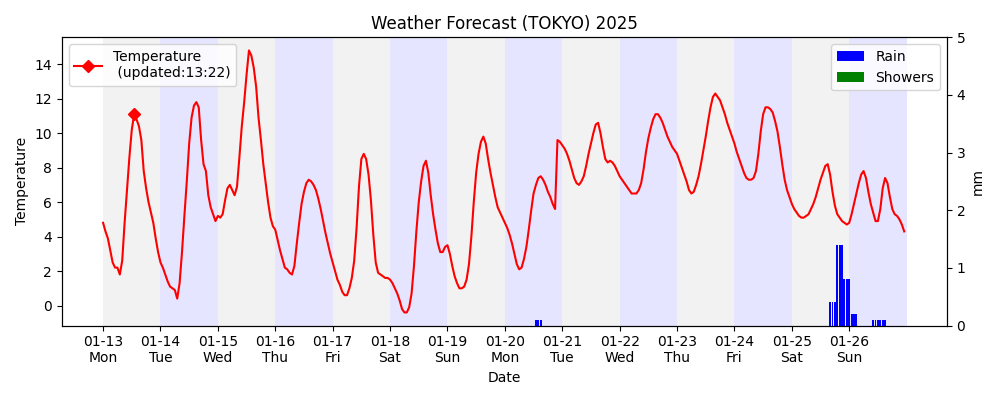 Weather Forecast (TOKYO) 2025
Temperature
(updated:13:22)
Rain
Showers
Temperature
14
12
10
8
6
4
2
0
5
4
3
2
1
0
mm
01-13 01-14 01-15 01-16 01-17 01-18 01-19 01-20 01-21 01-22 01-23 01-24 01-25 01-26
Mon Tue Wed Thu Fri Sat Sun Mon Tue Wed Thu Fri Sat Sun
Date